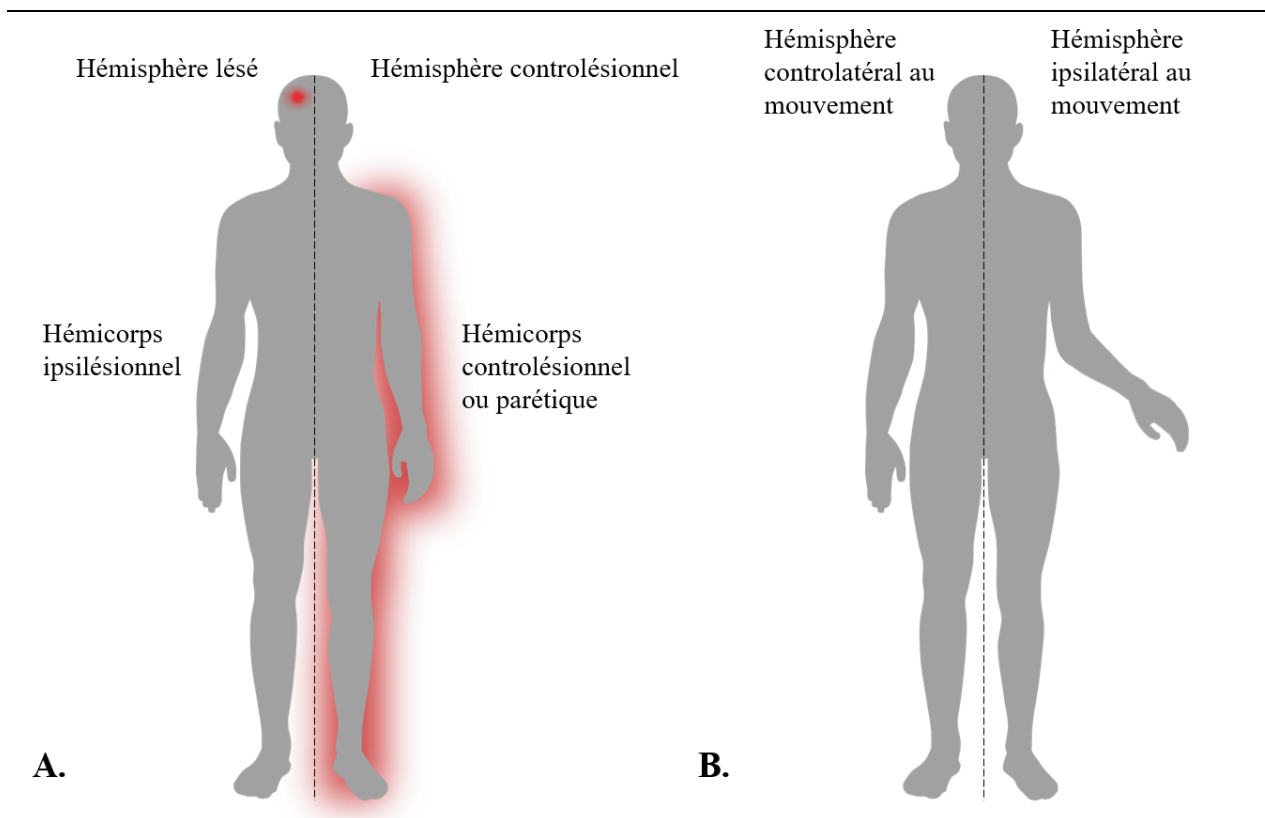 Hémisphère lésé
Hémisphère controlésionnel
Hémicorps
ipsilésionnel
Hémicorps
controlésionnel
ou parétique
A.
Hémisphère
controlatéral au
mouvement
Hémisphère
ipsilatéral au
mouvement
B.